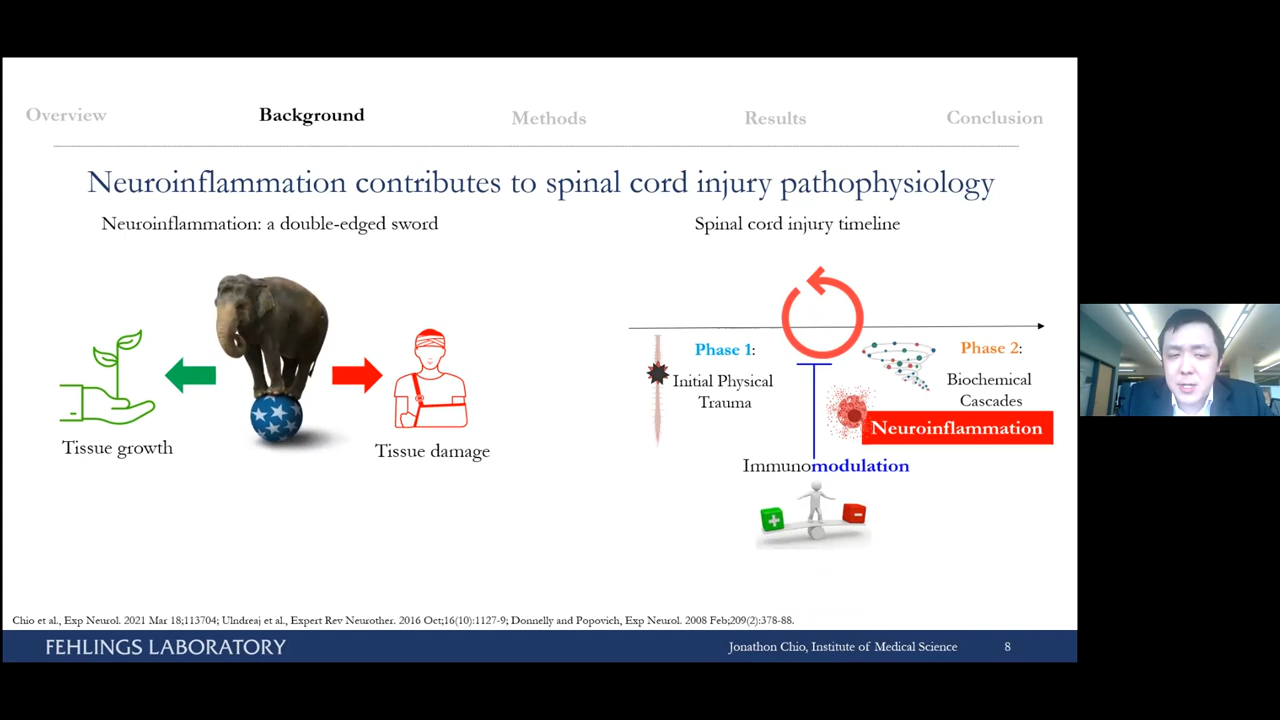 Overview
Background
Methods
Results
Conclusion
Neuroinflammation contributes to spinal cord injury pathophysiology
Neuroinflammation: a double-edged sword
Spinal cord injury timeline
Tissue growth
Tissue damage
Phase 1:
Initial Physical
Trauma
Phase 2:
Biochemical
Cascades
Neuroinflammation
Immunomodulation
Chio et al., Exp Neurol. 2021 Mar 18;113704; Ulndreaj et al., Expert Rev Neurother. 2016 Oct;16(10):1127-9; Donnelly and Popovich, Exp Neurol. 2008 Feb;209(2):378-88.
FEHLINGS LABORATORY
Jonathon Chio, Institute of Medical Science
8